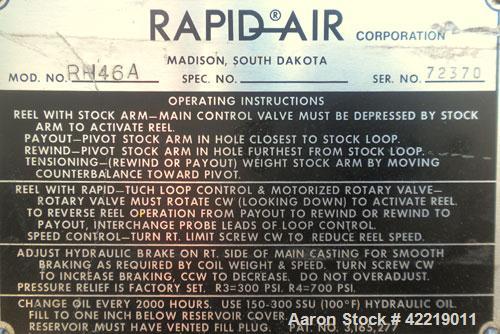 RAPID-AIR® CORPORATION
MADISON, SOUTH DAKOTA
MOD. NO. RH46A SPEC. NO. SER. NO. 72370
OPERATING INSTRUCTIONS
REEL WITH STOCK ARM—MAIN CONTROL VALVE MUST BE DEPRESSED BY STOCK
ARM TO ACTIVATE REEL.
PAYOUT—PIVOT STOCK ARM IN HOLE CLOSEST TO STOCK LOOP.
REWIND—PIVOT STOCK ARM IN HOLE FURTHEST FROM STOCK LOOP.
TENSIONING—(REWIND OR PAYOUT) WEIGHT STOCK ARM BY MOVING
COUNTERBALANCE TOWARD PIVOT.
REEL WITH RAPID—TUCH LOOP CONTROL & MOTORIZED ROTARY VALVE—
ROTARY VALVE MUST ROTATE CW (LOOKING DOWN) TO ACTIVATE REEL.
TO REVERSE REEL OPERATION FROM PAYOUT TO REWIND OR REWIND TO
PAYOUT, INTERCHANGE PROBE LEADS OF LOOP CONTROL.
SPEED CONTROL—TURN RT. LIMIT SCREW CW TO REDUCE REEL SPEED.
ADJUST HYDRAULIC BRAKE ON RT. SIDE OF MAIN CASTING FOR SMOOTH
BRAKING AS REQUIRED BY COIL WEIGHT & SPEED. TURN SCREW CW
TO INCREASE BRAKING, CCW TO DECREASE. DO NOT OVERADJUST.
PRESSURE RELIEF IS FACTORY SET. R3=300 PSI. R4=700 PSI.
CHANGE OIL EVERY 2000 HOURS. USE 150-300 SSU (100°F) HYDRAULIC OIL.
FILL TO ONE INCH BELOW RESERVOIR COVER.
RESERVOIR MUST HAVE VENTED FILL PLUG. PAT. NO. 3,165,277
Aaron Stock # 42219011